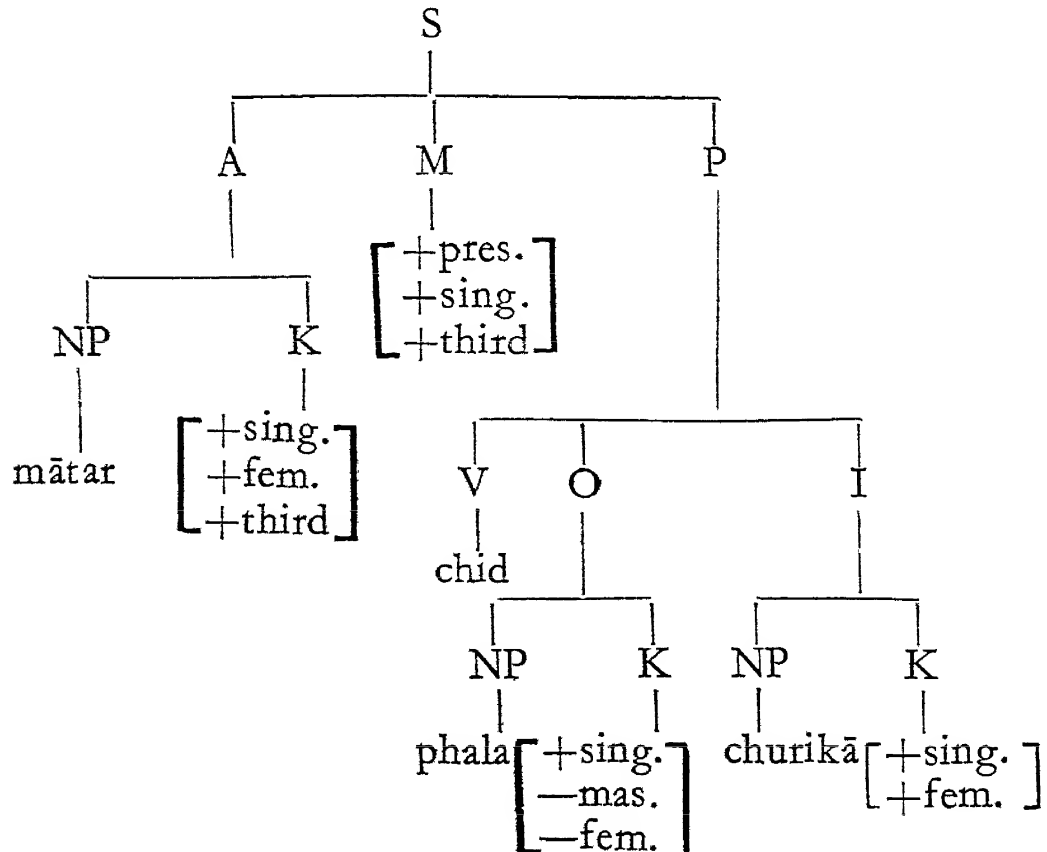 S
A M P
+pres.
+sing.
+third
NP K
mātar
+sing.
+fem.
+third
V O I
chid
NP K NP K
phala
+sing.
—mas.
—fem.
churikā
+sing.
+fem.